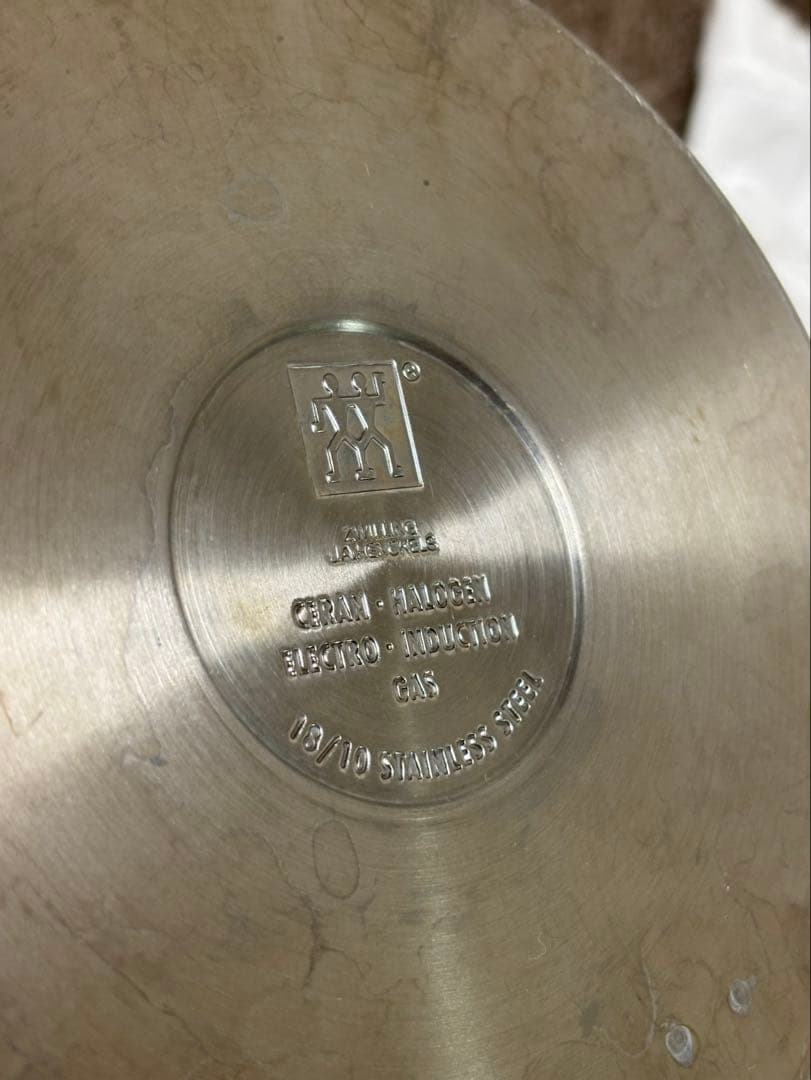 ®
ZWILLING
J.A. HENCKELS
CERAN · HALOGEN
ELECTRO · INDUCTION
GAS
18/10 STAINLESS STEEL